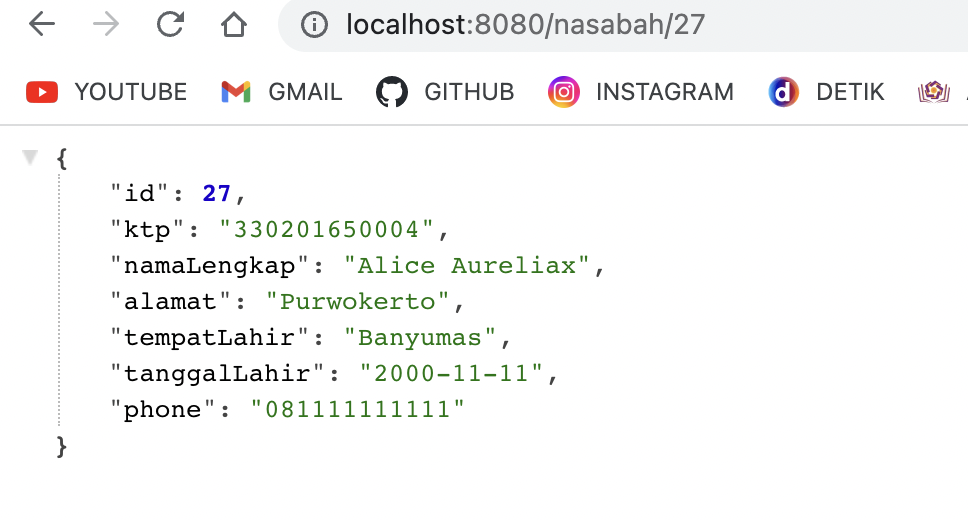 localhost:8080/nasabah/27
YOUTUBE GMAIL GITHUB INSTAGRAM d DETIK
{
"id": 27,
"ktp": "330201650004",
"namaLengkap": "Alice Aureliax",
"alamat": "Purwokerto",
"tempatLahir": "Banyumas",
"tanggalLahir": "2000-11-11",
"phone": "081111111111"
}